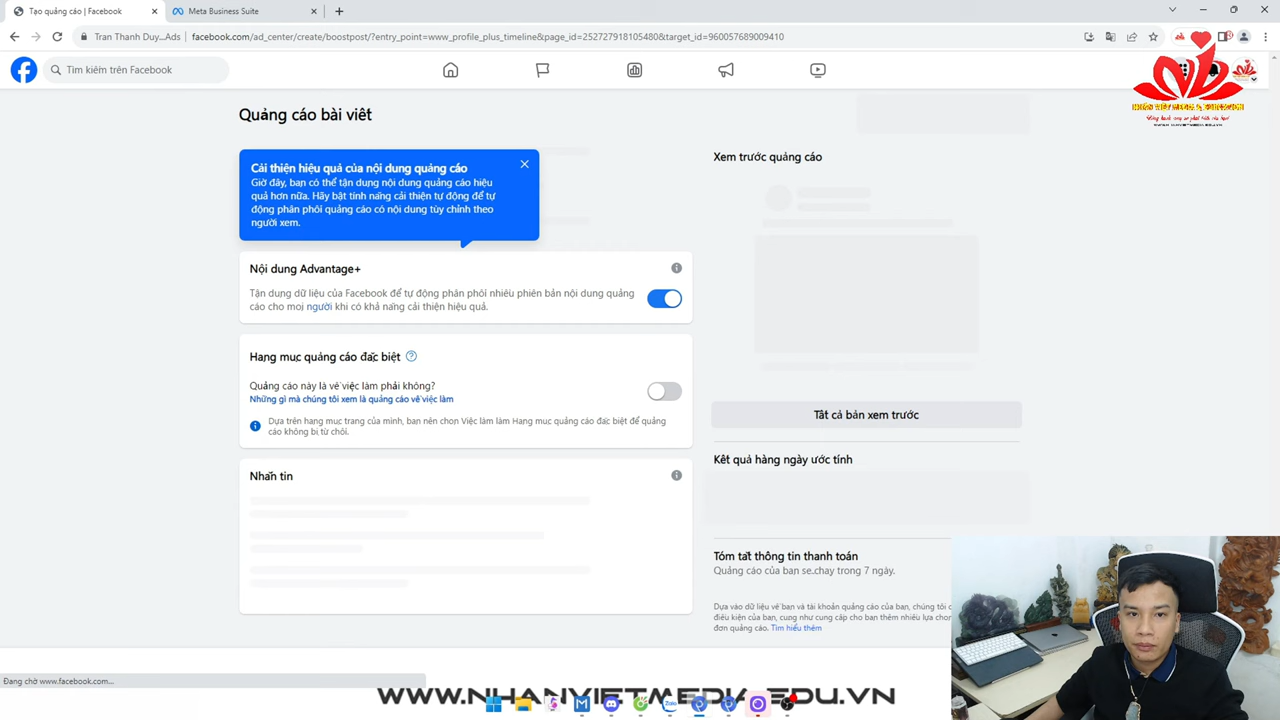 Tạo quảng cáo | Facebook
Meta Business Suite
Tran Thanh Duy...Ads
facebook.com/ad_center/create/boostpost/?entry_point=www_profile_plus_timeline&page_id=252727918105480&target_id=960057689009410
Tìm kiếm trên Facebook
NHÂN VIỆT MEDIA & EDUCATION
Quảng cáo bài viết
Cải thiện hiệu quả của nội dung quảng cáo
Giờ đây, bạn có thể tận dụng nội dung quảng cáo hiệu
quả hơn nữa. Hãy bật tính năng cải thiện tự động để tự
động phân phối quảng cáo có nội dung tùy chỉnh theo
người xem.
Nội dung Advantage+
Tận dụng dữ liệu của Facebook để tự động phân phối nhiều phiên bản nội dung quảng
cáo cho mọi người khi có khả năng cải thiện hiệu quả.
Hạng mục quảng cáo đặc biệt
Quảng cáo này là về việc làm phải không?
Những gì mà chúng tôi xem là quảng cáo về việc làm
Dựa trên hạng mục trang của mình, bạn nên chọn Việc làm làm Hạng mục quảng cáo đặc biệt để quảng
cáo không bị từ chối.
Nhắn tin
Xem trước quảng cáo
Tất cả bản xem trước
Kết quả hàng ngày ước tính
Tóm tắt thông tin thanh toán
Quảng cáo của bạn sẽ chạy trong 7 ngày.
Dựa vào dữ liệu về bạn và tài khoản quảng cáo của bạn, chúng tôi
điều kiện của bạn, cung như cung cấp cho bạn thêm nhiều lựa
đơn quảng cáo. Tìm hiểu thêm
Đang chờ www.facebook.com...
WWW.NHANVIETMEDIA.EDU.VN
Zalo